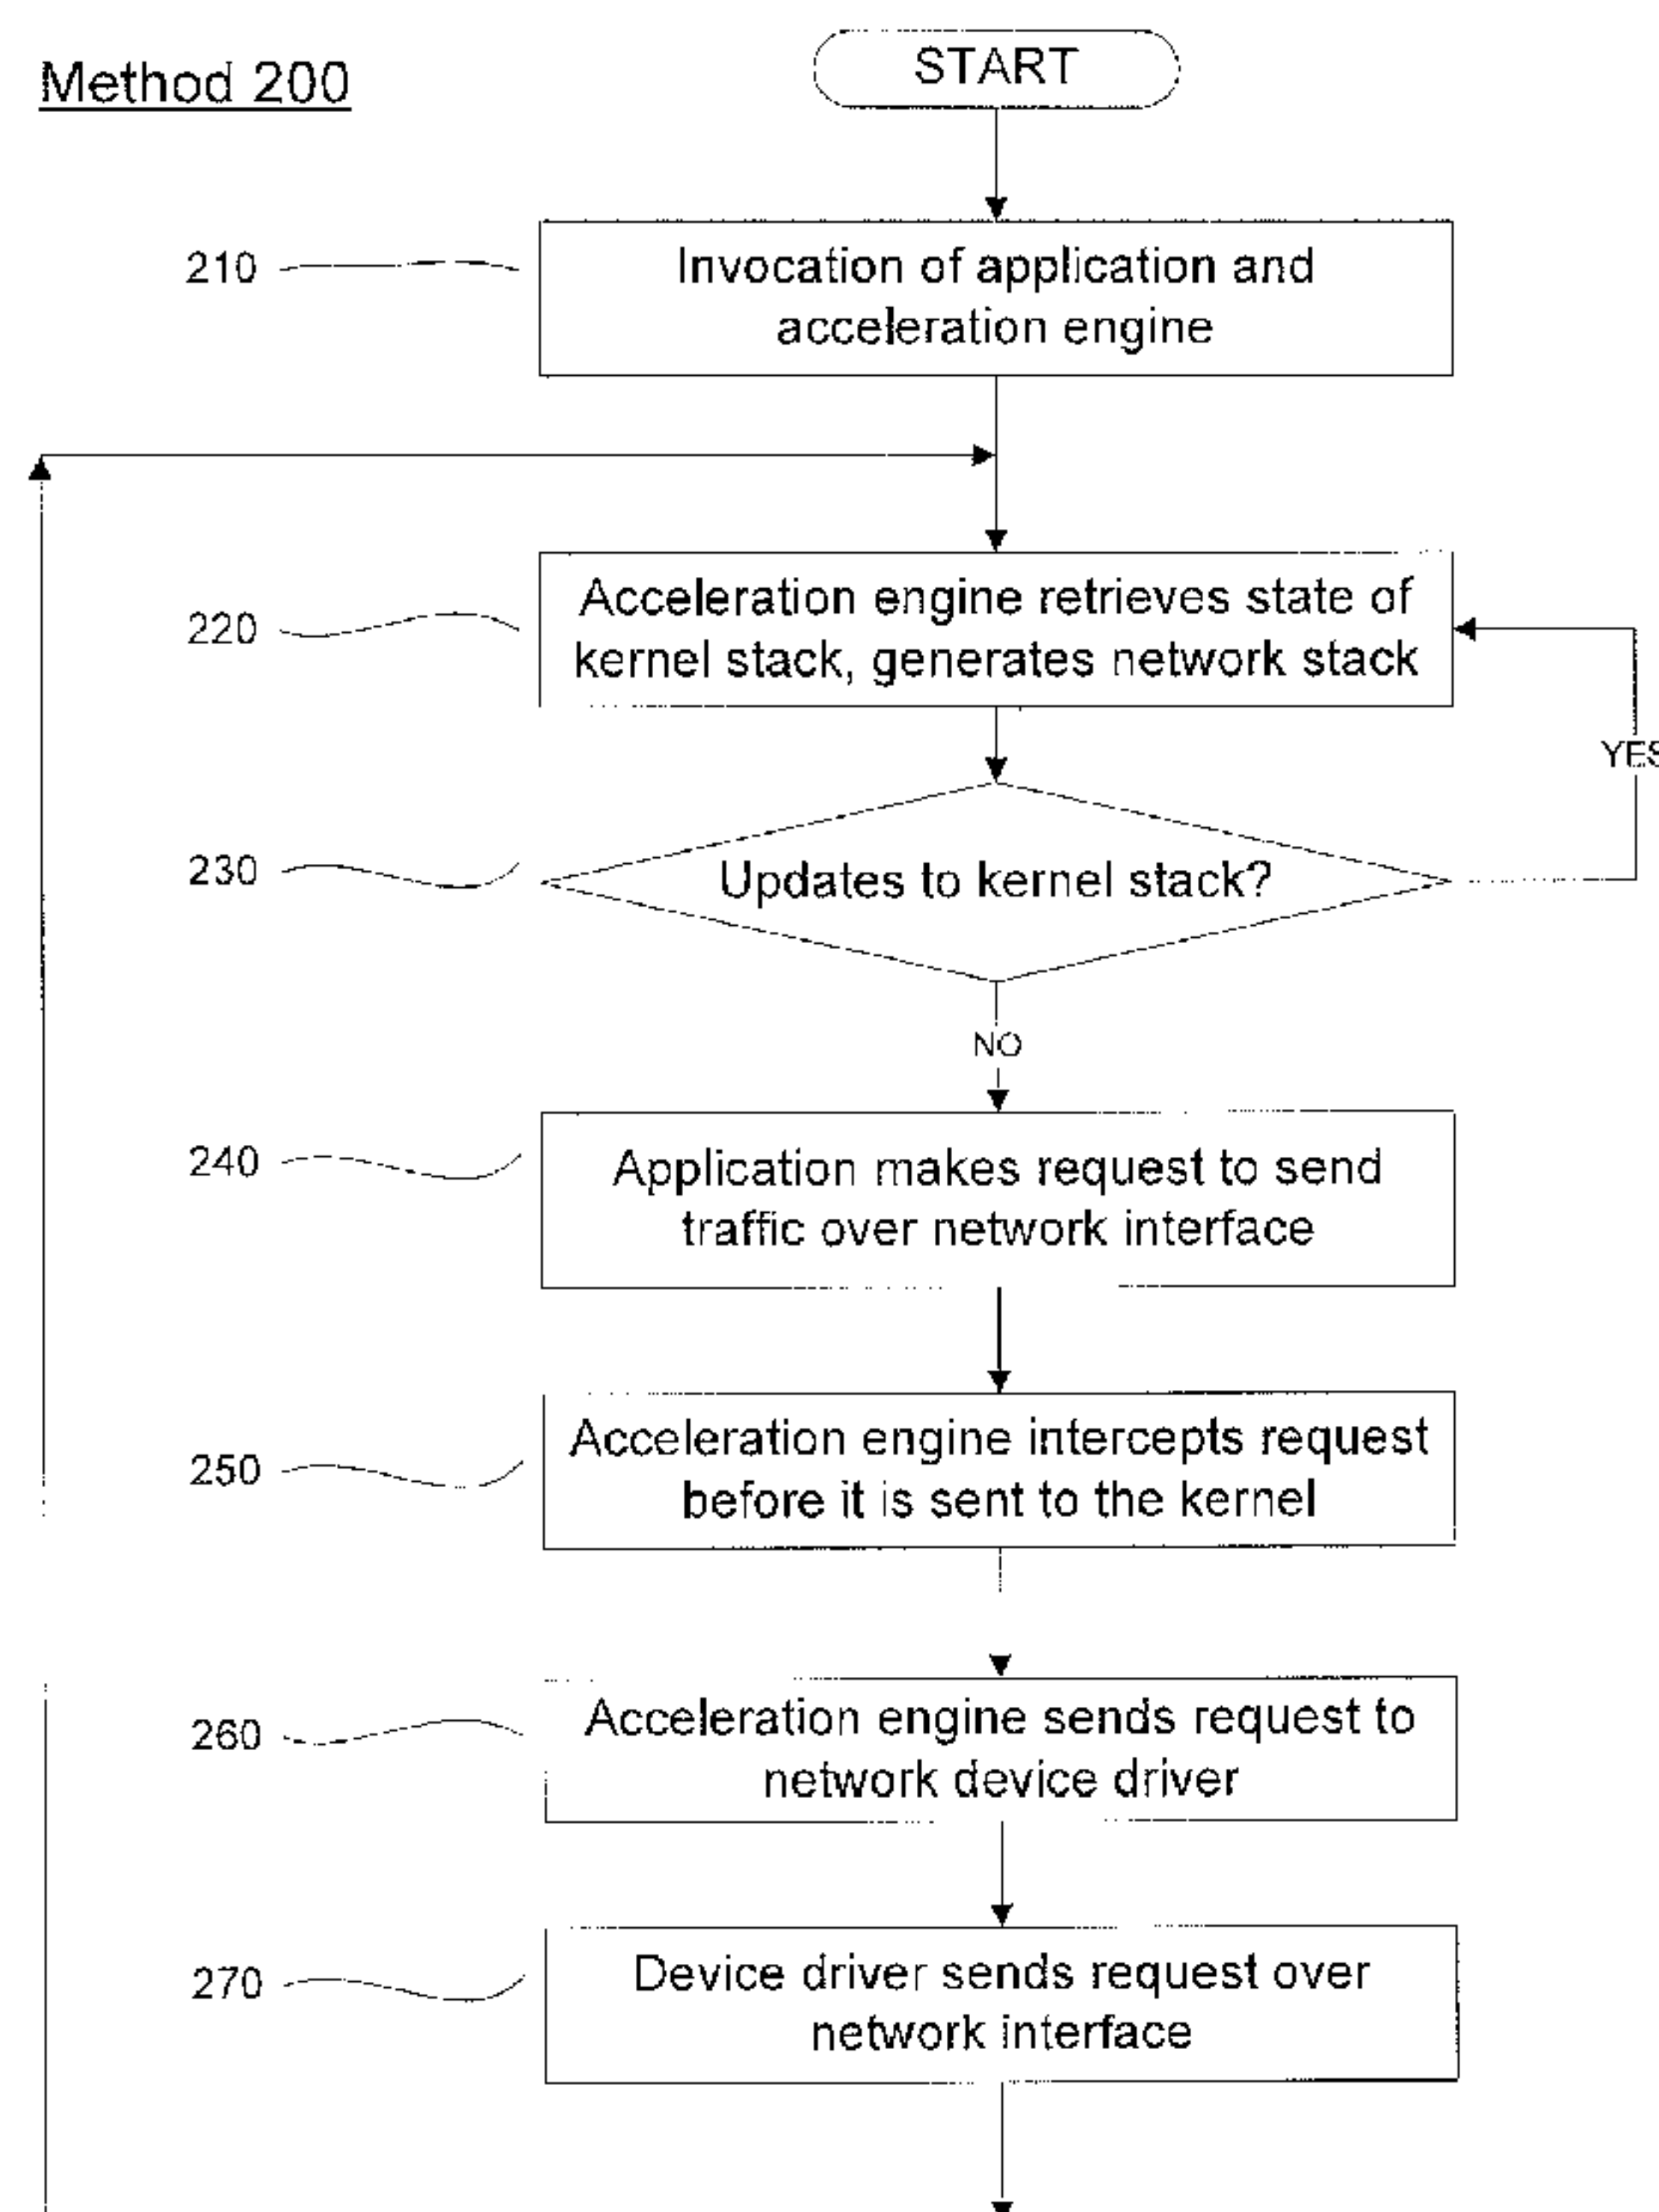 Method 200
START
210
Invocation of application and
acceleration engine
220
Acceleration engine retrieves state of
kernel stack, generates network stack
YES
230
Updates to kernel stack?
NO
240
Application makes request to send
traffic over network interface
250
Acceleration engine intercepts request
before it is sent to the kernel
260
Acceleration engine sends request to
network device driver
270
Device driver sends request over
network interface